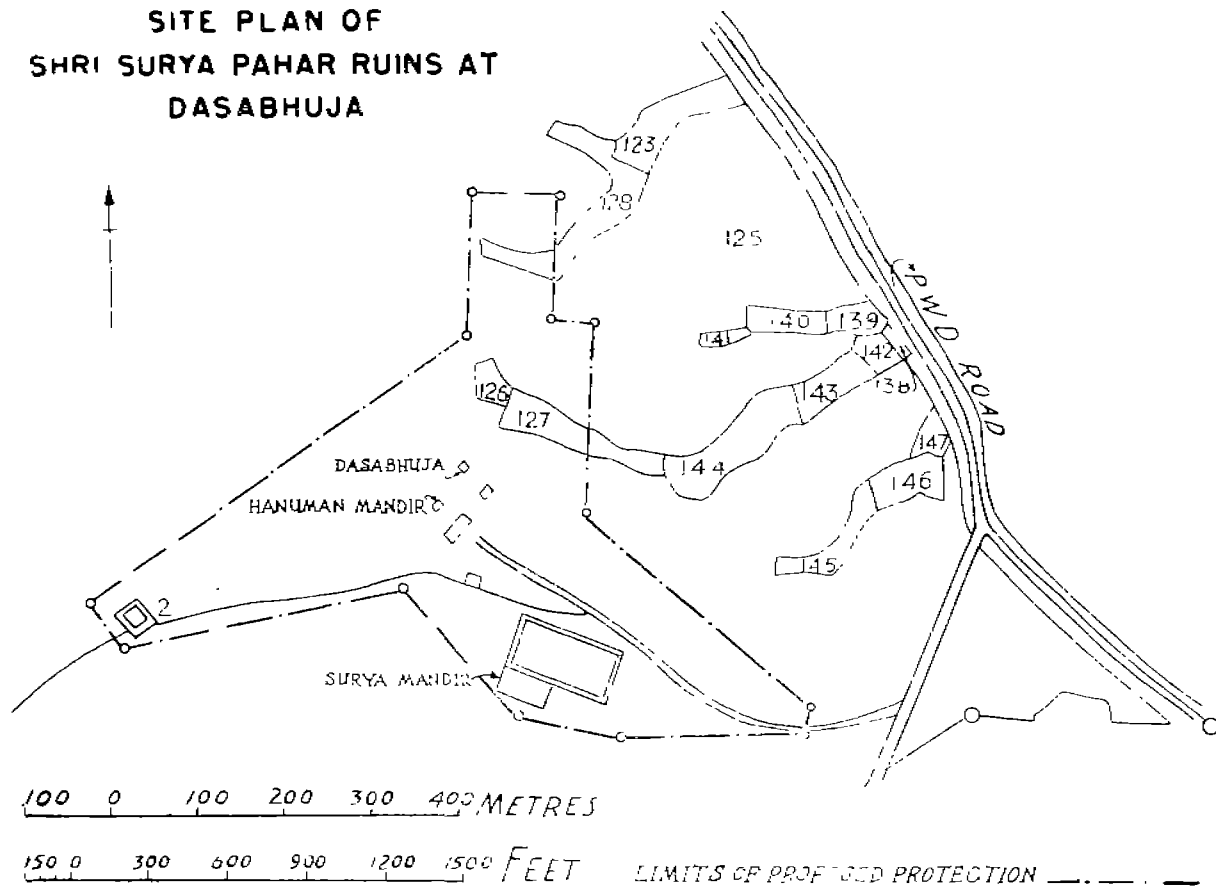 SITE PLAN OF
SHRI SURYA PAHAR RUINS AT
DASABHUJA
123
128
125
PWD ROAD
140
139
141
142
138
143
126
127
144
147
146
145
DASABHUJA
HANUMAN MANDIR
2
SURYA MANDIR
100 0 100 200 300 400 METRES
150 0 300 600 900 1200 1500 FEET
LIMITS OF PROPOSED PROTECTION